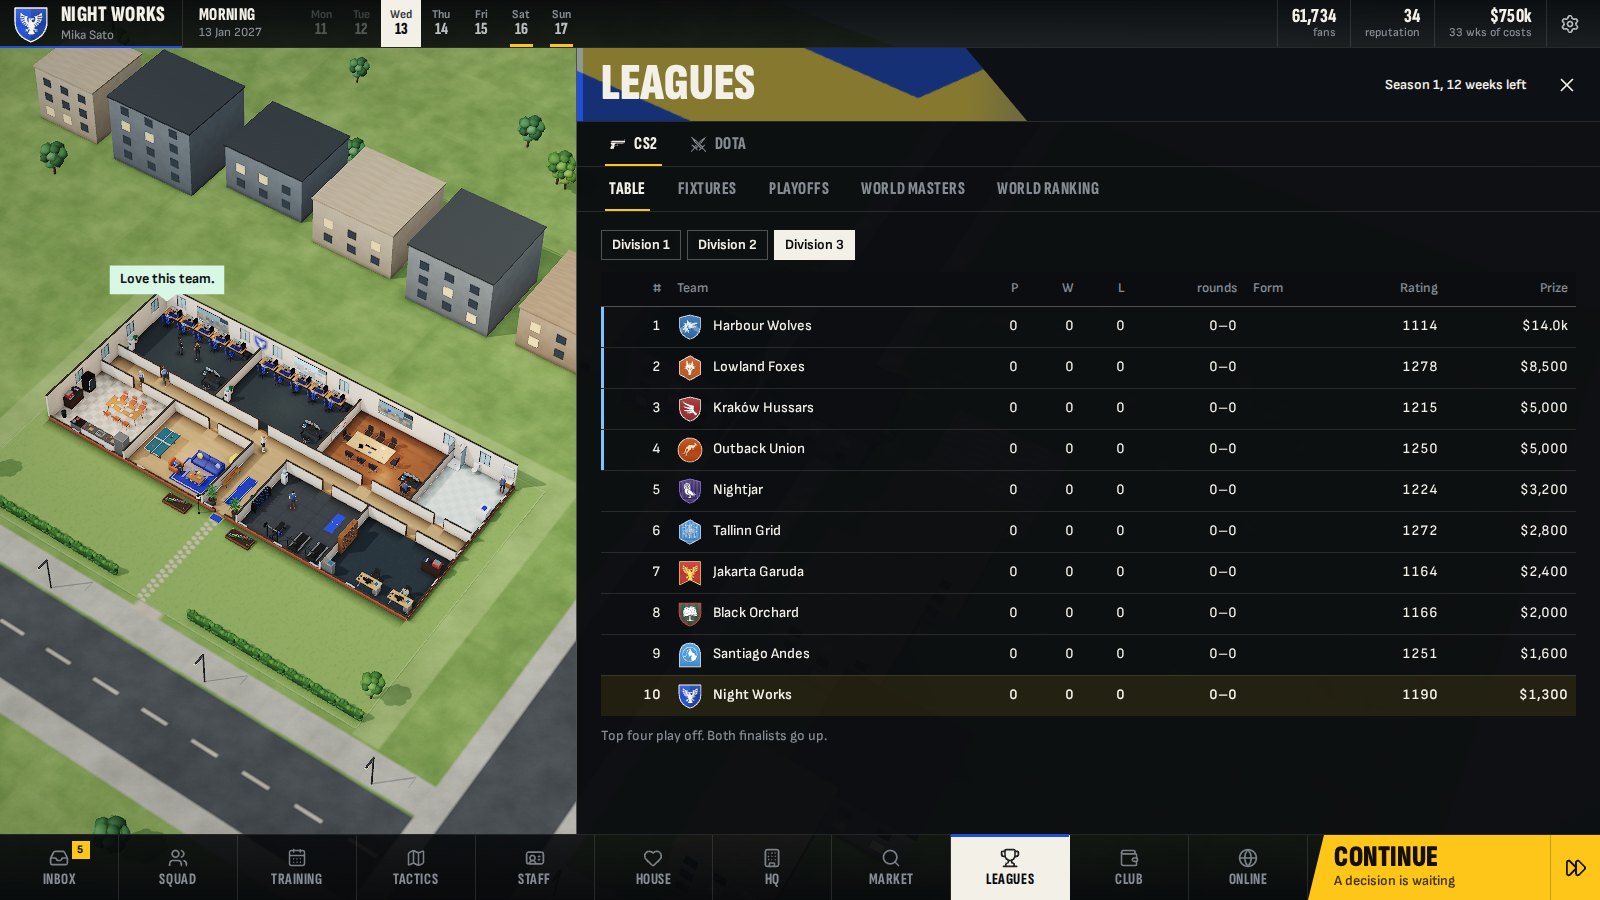 NIGHT WORKS
Mika Sato
MORNING
13 Jan 2027
Mon 11
Tue 12
Wed 13
Thu 14
Fri 15
Sat 16
Sun 17
61,734 fans
34 reputation
$750k 33 wks of costs
LEAGUES
Season 1, 12 weeks left
CS2 DOTA
TABLE FIXTURES PLAYOFFS WORLD MASTERS WORLD RANKING
Division 1 Division 2 Division 3
# Team P W L rounds Form Rating Prize
1 Harbour Wolves 0 0 0 0–0 1114 $14.0k
2 Lowland Foxes 0 0 0 0–0 1278 $8,500
3 Kraków Hussars 0 0 0 0–0 1215 $5,000
4 Outback Union 0 0 0 0–0 1250 $5,000
5 Nightjar 0 0 0 0–0 1224 $3,200
6 Tallinn Grid 0 0 0 0–0 1272 $2,800
7 Jakarta Garuda 0 0 0 0–0 1164 $2,400
8 Black Orchard 0 0 0 0–0 1166 $2,000
9 Santiago Andes 0 0 0 0–0 1251 $1,600
10 Night Works 0 0 0 0–0 1190 $1,300
Top four play off. Both finalists go up.
Love this team.
INBOX 5
SQUAD
TRAINING
TACTICS
STAFF
HOUSE
HQ
MARKET
LEAGUES
CLUB
ONLINE
CONTINUE
A decision is waiting